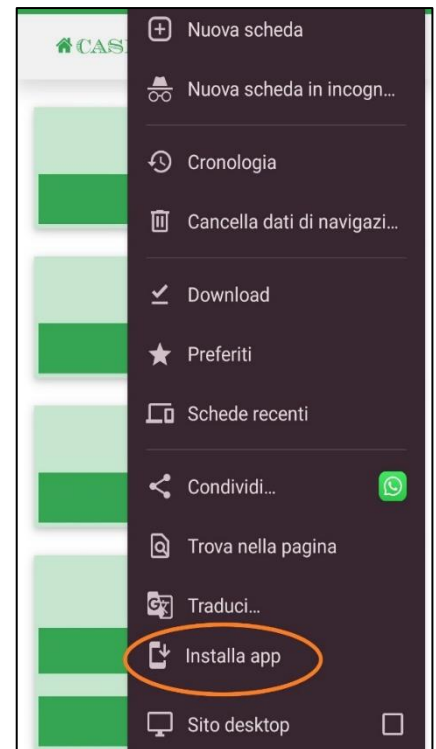 CAS
Nuova scheda
Nuova scheda in incogn...
Cronologia
Cancella dati di navigazi...
Download
Preferiti
Schede recenti
Condividi...
Trova nella pagina
Traduci...
Installa app
Sito desktop